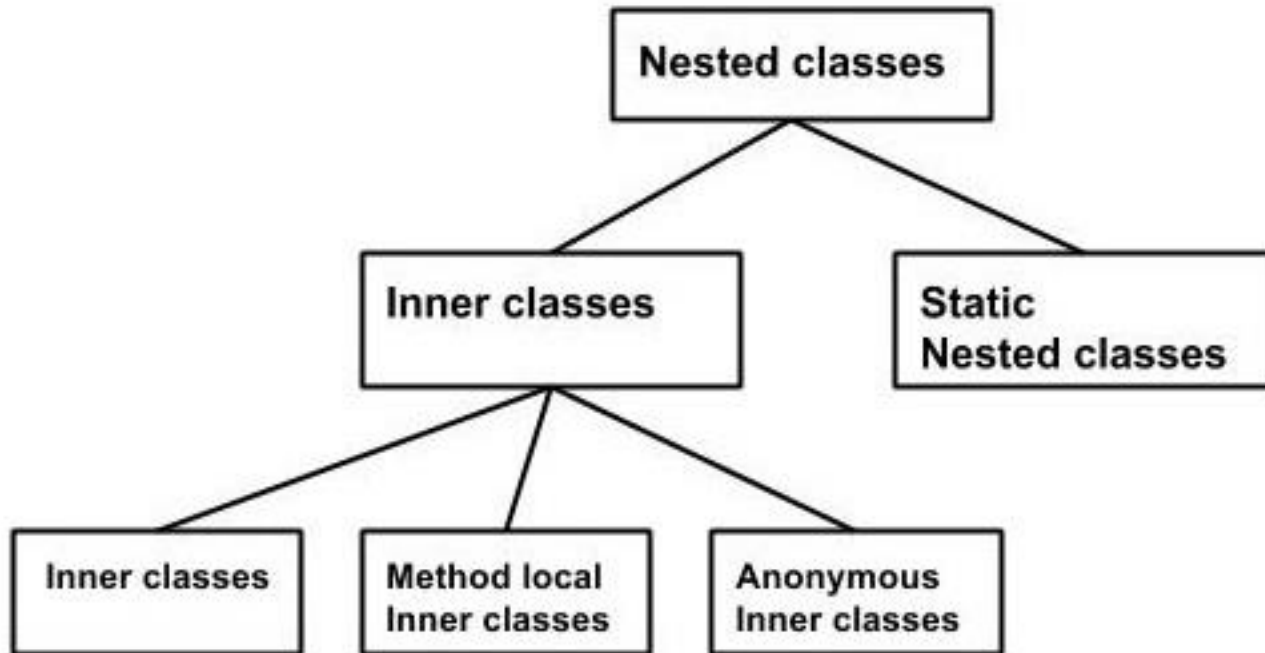 Nested classes
Inner classes
Static
Nested classes
Inner classes
Method local
Inner classes
Anonymous
Inner classes